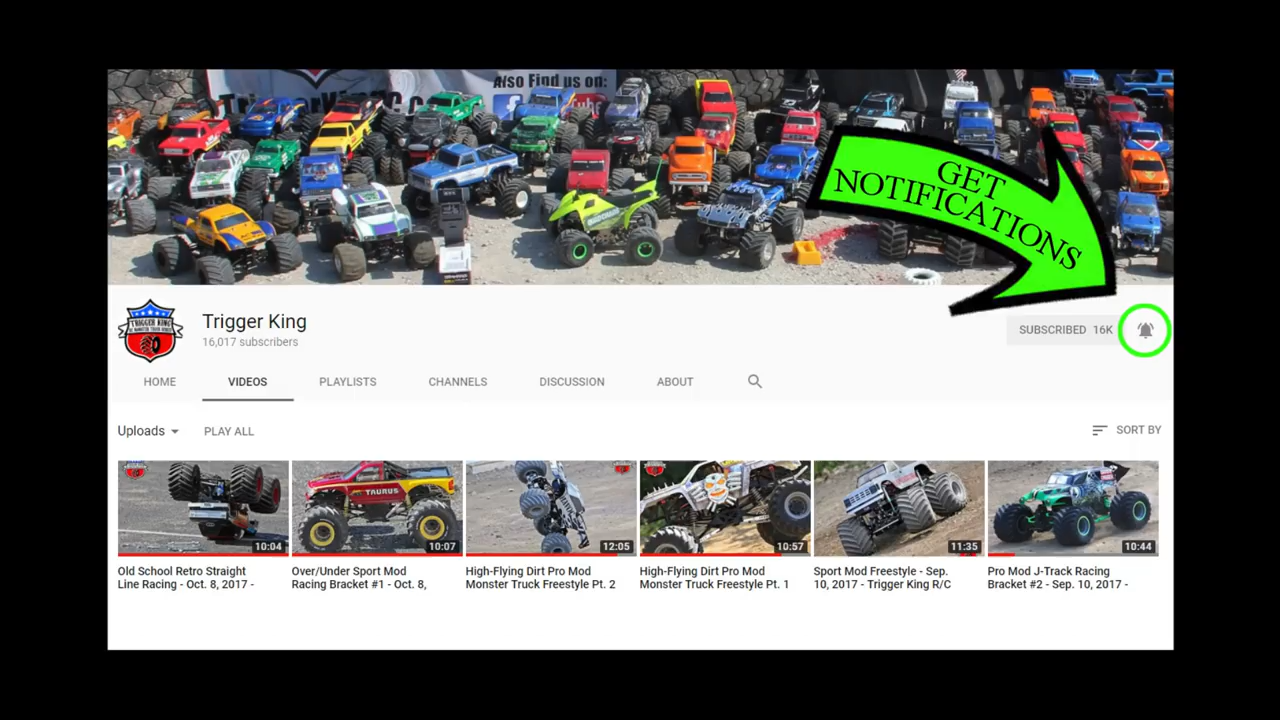 Also Find us on:
GET
NOTIFICATIONS
TRIGGER KING
Trigger King
16,017 subscribers
SUBSCRIBED 16K
HOME VIDEOS PLAYLISTS CHANNELS DISCUSSION ABOUT
Uploads PLAY ALL SORT BY
TAURUS
10:04 10:07 12:05 10:57 11:35 10:44
Old School Retro Straight
Line Racing - Oct. 8, 2017 -
Over/Under Sport Mod
Racing Bracket #1 - Oct. 8,
High-Flying Dirt Pro Mod
Monster Truck Freestyle Pt. 2
High-Flying Dirt Pro Mod
Monster Truck Freestyle Pt. 1
Sport Mod Freestyle - Sep.
10, 2017 - Trigger King R/C
Pro Mod J-Track Racing
Bracket #2 - Sep. 10, 2017 -